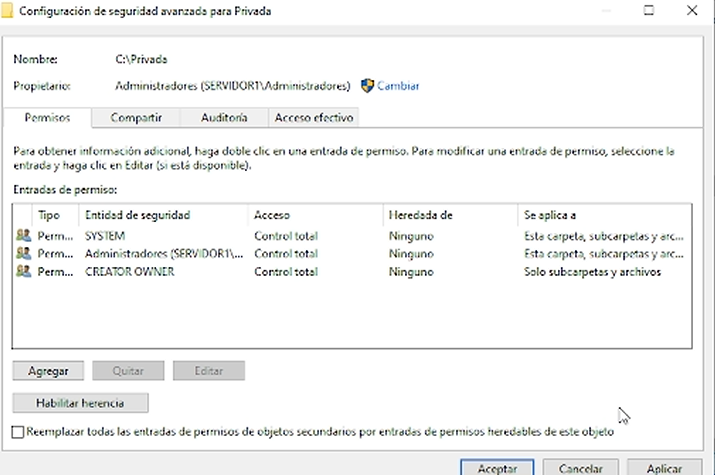 Configuración de seguridad avanzada para Privada
Nombre: C:\Privada
Propietario: Administradores (SERVIDOR1\Administradores) Cambiar
Permisos Compartir Auditoría Acceso efectivo
Para obtener información adicional, haga doble clic en una entrada de permiso. Para modificar una entrada de permiso, seleccione la
entrada y haga clic en Editar (si está disponible).
Entradas de permiso:
Tipo Entidad de seguridad Acceso Heredada de Se aplica a
Perm... SYSTEM Control total Ninguno Esta carpeta, subcarpetas y arc...
Perm... Administradores (SERVIDOR1\... Control total Ninguno Esta carpeta, subcarpetas y arc...
Perm... CREATOR OWNER Control total Ninguno Solo subcarpetas y archivos
Agregar Quitar Editar
Habilitar herencia
Reemplazar todas las entradas de permisos de objetos secundarios por entradas de permisos heredables de este objeto
Aceptar Cancelar Aplicar